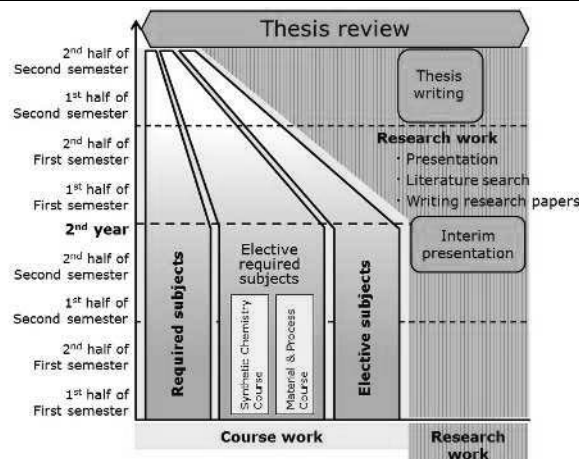 Thesis review
2nd half of
Second semester
1st half of
Second semester
2nd half of
First semester
1st half of
First semester
2nd year
2nd half of
Second semester
1st half of
Second semester
2nd half of
First semester
1st half of
First semester
Thesis
writing
Research work
· Presentation
· Literature search
· Writing research papers
Interim
presentation
Required subjects
Elective
required
subjects
Synthetic Chemistry
Course
Material & Process
Course
Elective subjects
Course work
Research
work